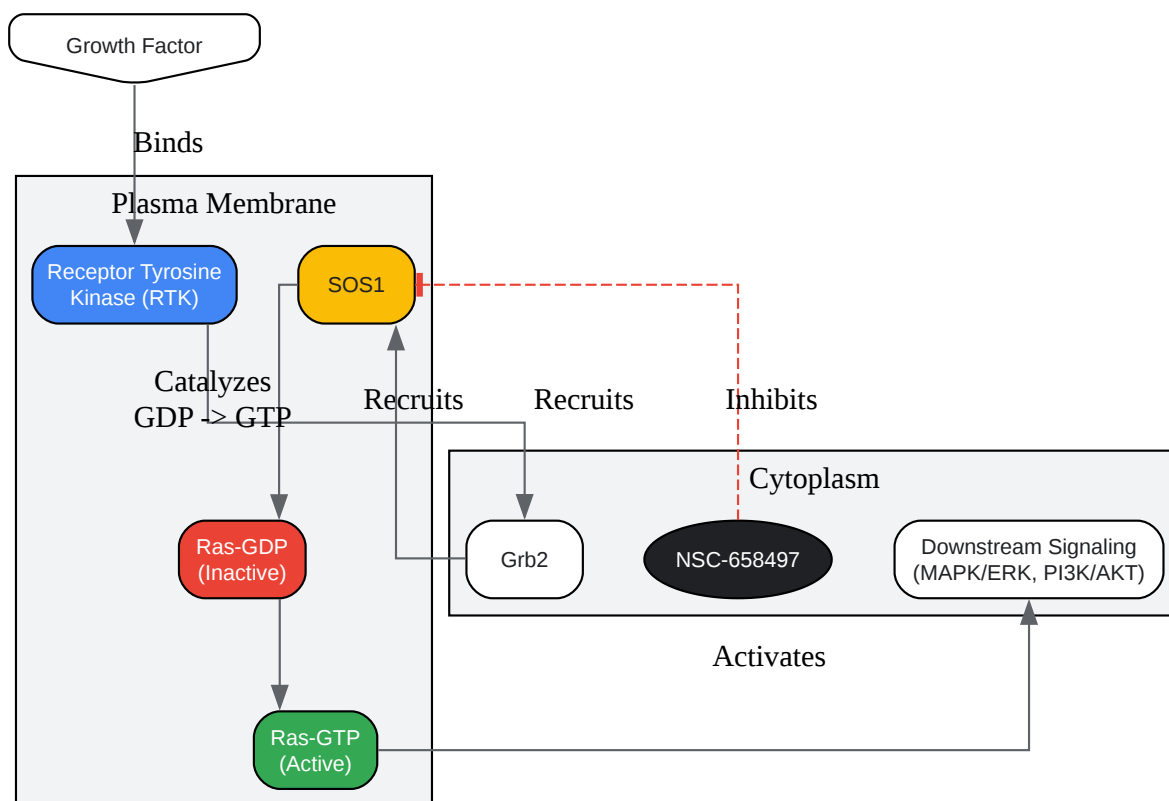 Growth Factor
Binds
Plasma Membrane
Receptor Tyrosine
Kinase (RTK)
SOS1
Catalyzes
GDP -> GTP
Recruits
Recruits
Inhibits
Cytoplasm
Ras-GDP
(Inactive)
Grb2
NSC-658497
Downstream Signaling
(MAPK/ERK, PI3K/AKT)
Activates
Ras-GTP
(Active)